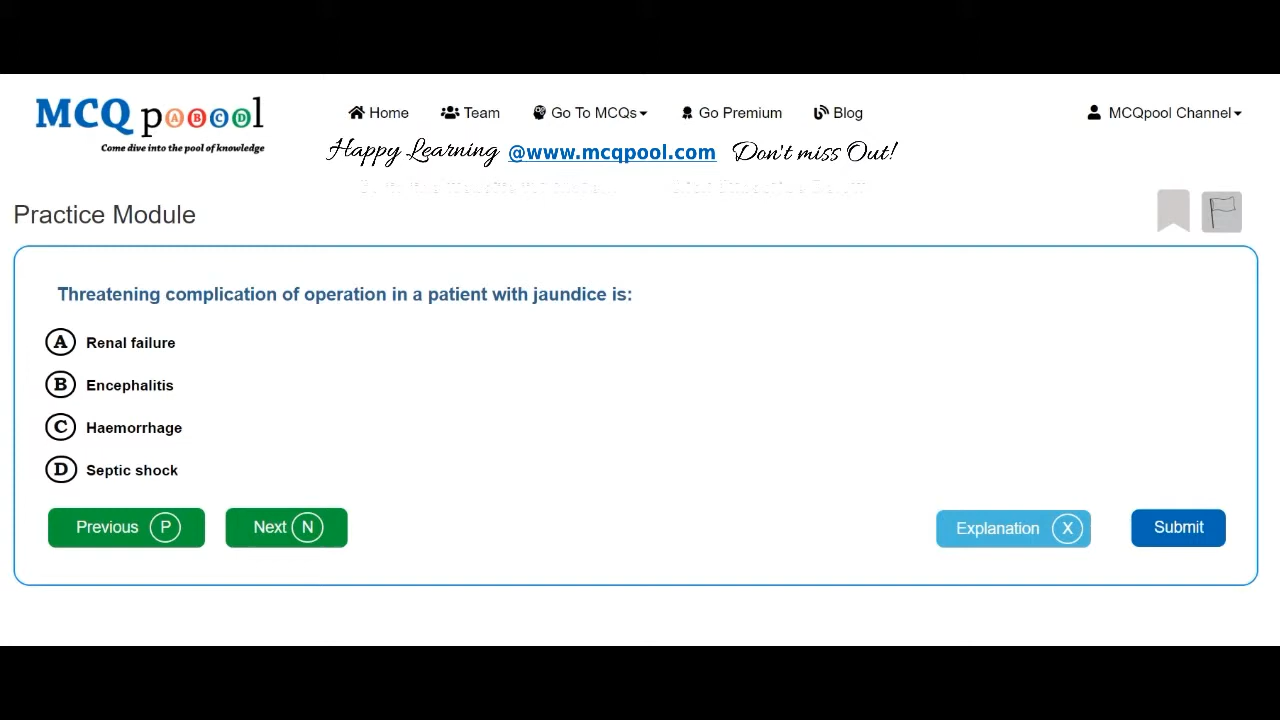 MCQ pABCDl
Come dive into the pool of knowledge
Home Team Go To MCQs Go Premium Blog MCQpool Channel
Happy Learning @www.mcqpool.com Don't miss Out!
Practice Module
Threatening complication of operation in a patient with jaundice is:
A Renal failure
B Encephalitis
C Haemorrhage
D Septic shock
Previous P Next N Explanation X Submit